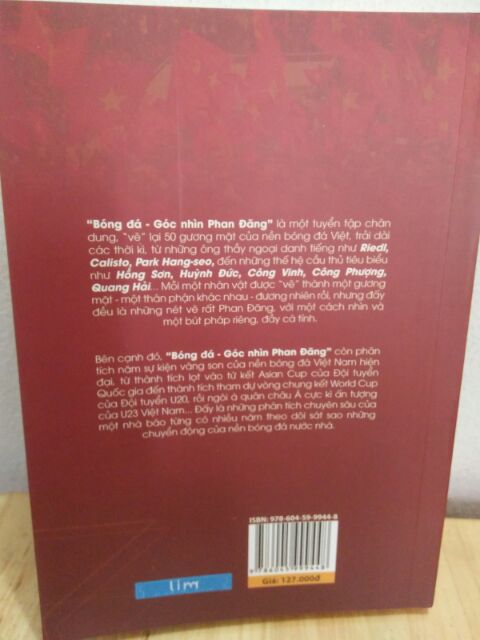 "Bóng đá - Góc nhìn Phan Đăng" là một tuyển tập chân
dung, "vẽ" lại 50 gương mặt của nền bóng đá Việt, trải dài
các thời kì, từ những ông thầy ngoại danh tiếng như Riedl,
Calisto, Park Hang-seo, đến những thế hệ cầu thủ tiêu biểu
như Hồng Sơn, Huỳnh Đức, Công Vinh, Công Phượng,
Quang Hải... Mỗi một nhân vật được "vẽ" thành một gương
mặt - một thân phận khác nhau - đương nhiên rồi, nhưng đấy
đều là những nét vẽ rất Phan Đăng, với một cách nhìn và
một bút pháp riêng, đầy cá tính.
Bên cạnh đó, "Bóng đá - Góc nhìn Phan Đăng" còn phân
tích năm sự kiện vàng son của nền bóng đá Việt Nam hiện
đại, từ thành tích lọt vào tứ kết Asian Cup của Đội tuyển
Quốc gia đến thành tích tham dự vòng chung kết World Cup
của Đội tuyển U20, rồi ngôi á quân châu Á cực kì ấn tượng
của U23 Việt Nam... Đấy là những phân tích chuyên sâu của
một nhà báo từng có nhiều năm theo dõi sát sao những
chuyển động của nền bóng đá nước nhà.
ISBN: 978-604-59-9944-8
9 786045 999448
Giá: 127.000đ
lim